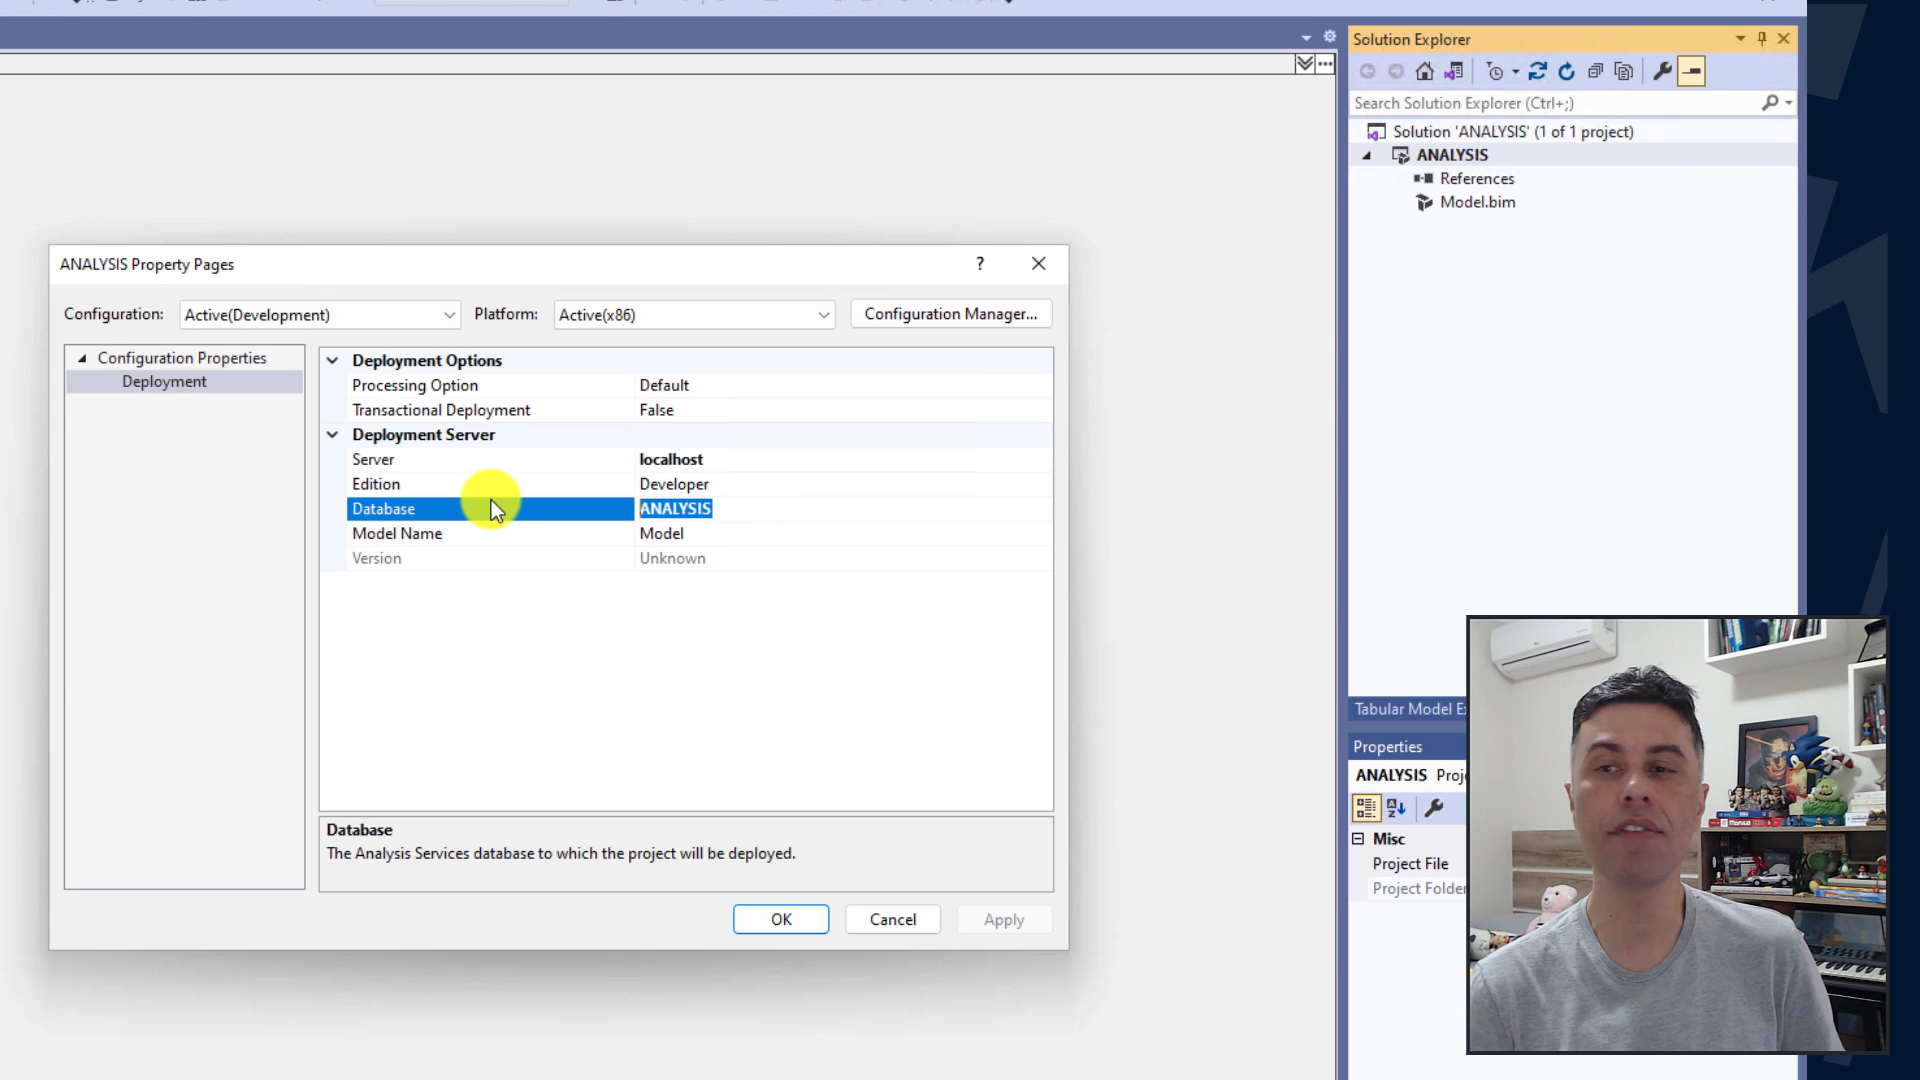 Solution Explorer
Search Solution Explorer (Ctrl+;)
Solution 'ANALYSIS' (1 of 1 project)
ANALYSIS
References
Model.bim
ANALYSIS Property Pages
?
Configuration:
Active(Development)
Platform:
Active(x86)
Configuration Manager...
Configuration Properties
Deployment
Deployment Options
Processing Option Default
Transactional Deployment False
Deployment Server
Server localhost
Edition Developer
Database ANALYSIS
Model Name Model
Version Unknown
Database
The Analysis Services database to which the project will be deployed.
OK
Cancel
Apply
Tabular Model Ex
Properties
ANALYSIS Proj
Misc
Project File
Project Folder